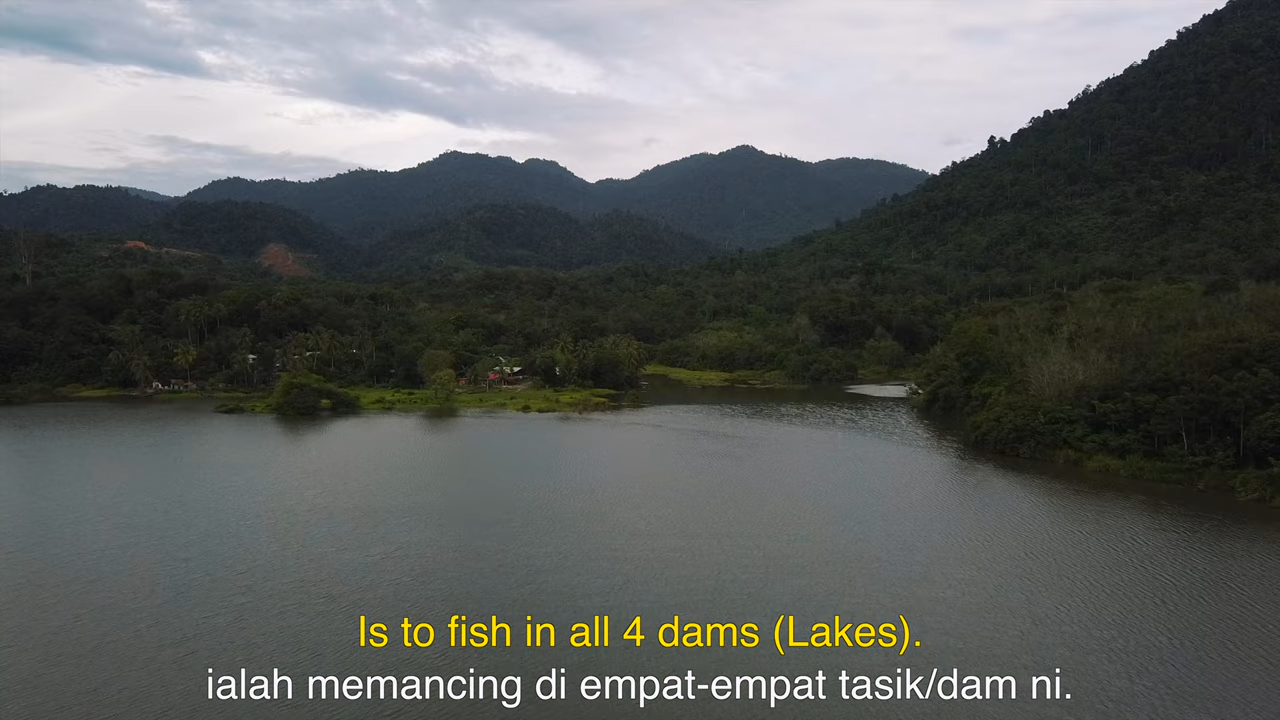 Is to fish in all 4 dams (Lakes).
ialah memancing di empat-empat tasik/dam ni.